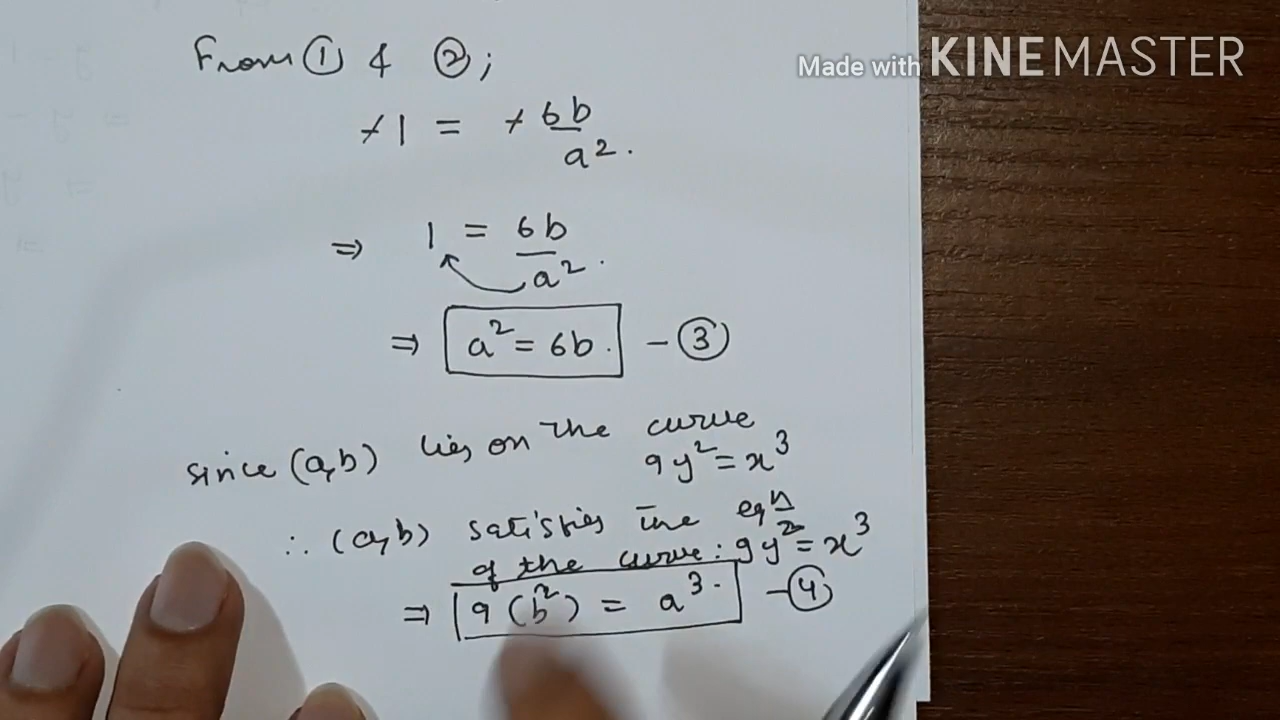 Made with KINEMASTER
From ① & ②;
-1 = - 6b/a².
⇒ 1 = 6b/a².
⇒ a² = 6b. - ③
since (a,b) lies on the curve
9y² = x³
∴ (a,b) satisfies the eqn
of the curve: 9y² = x³
⇒ 9(b²) = a³. - ④